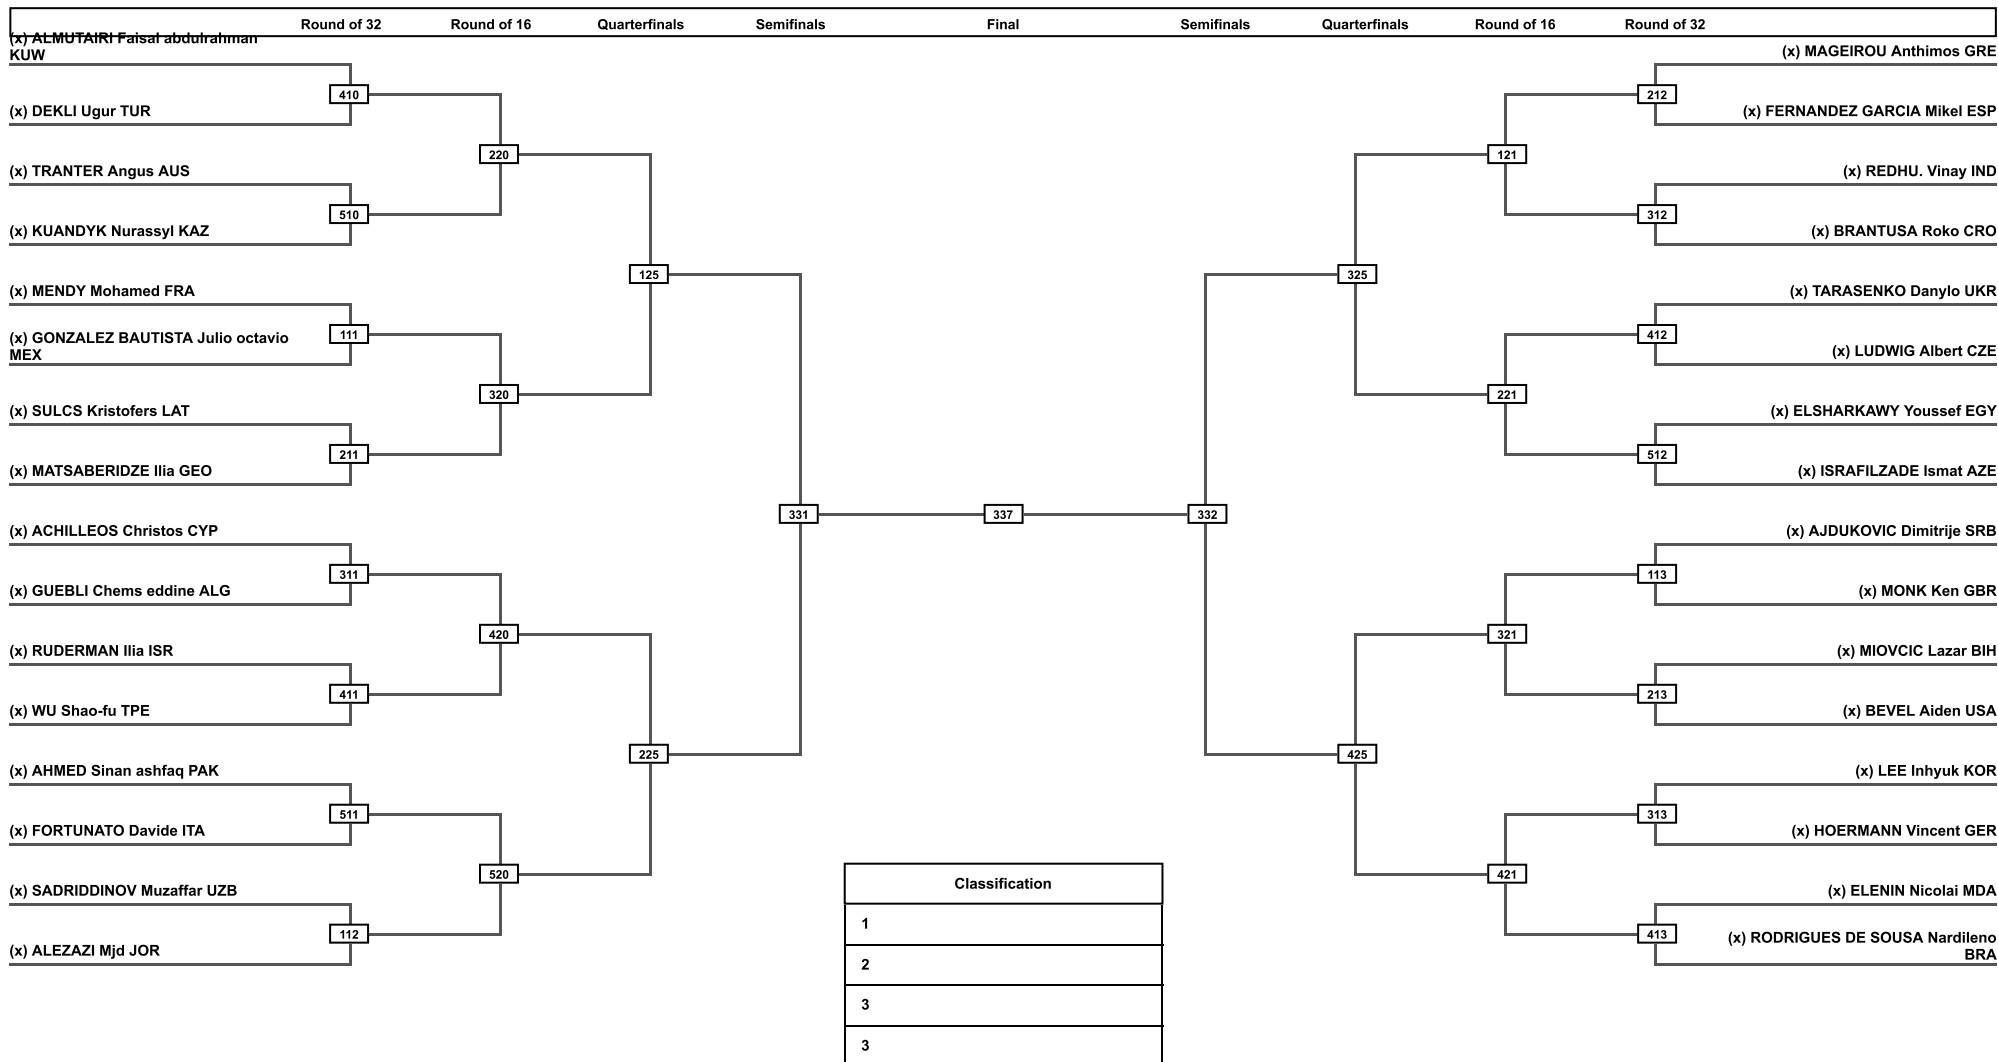 Round of 32 Round of 16 Quarterfinals Semifinals Final Semifinals Quarterfinals Round of 16 Round of 32
(x) ALMUTAIRI Faisal abdulrahman
KUW
(x) MAGEIROU Anthimos GRE
410
212
(x) DEKLI Ugur TUR
(x) FERNANDEZ GARCIA Mikel ESP
220
121
(x) TRANTER Angus AUS
(x) REDHU. Vinay IND
510
312
(x) KUANDYK Nurassyl KAZ
(x) BRANTUSA Roko CRO
125
325
(x) MENDY Mohamed FRA
(x) TARASENKO Danylo UKR
111
412
(x) GONZALEZ BAUTISTA Julio octavio
MEX
(x) LUDWIG Albert CZE
320
221
(x) SULCS Kristofers LAT
(x) ELSHARKAWY Youssef EGY
211
512
(x) MATSABERIDZE Ilia GEO
(x) ISRAFILZADE Ismat AZE
331
337
332
(x) ACHILLEOS Christos CYP
(x) AJDUKOVIC Dimitrije SRB
311
113
(x) GUEBLI Chems eddine ALG
(x) MONK Ken GBR
420
321
(x) RUDERMAN Ilia ISR
(x) MIOVCIC Lazar BIH
411
213
(x) WU Shao-fu TPE
(x) BEVEL Aiden USA
225
425
(x) AHMED Sinan ashfaq PAK
(x) LEE Inhyuk KOR
511
313
(x) FORTUNATO Davide ITA
(x) HOERMANN Vincent GER
520
421
(x) SADRIDDINOV Muzaffar UZB
(x) ELENIN Nicolai MDA
112
413
(x) ALEZAZI Mjd JOR
(x) RODRIGUES DE SOUSA Nardileno
BRA
Classification
1
2
3
3